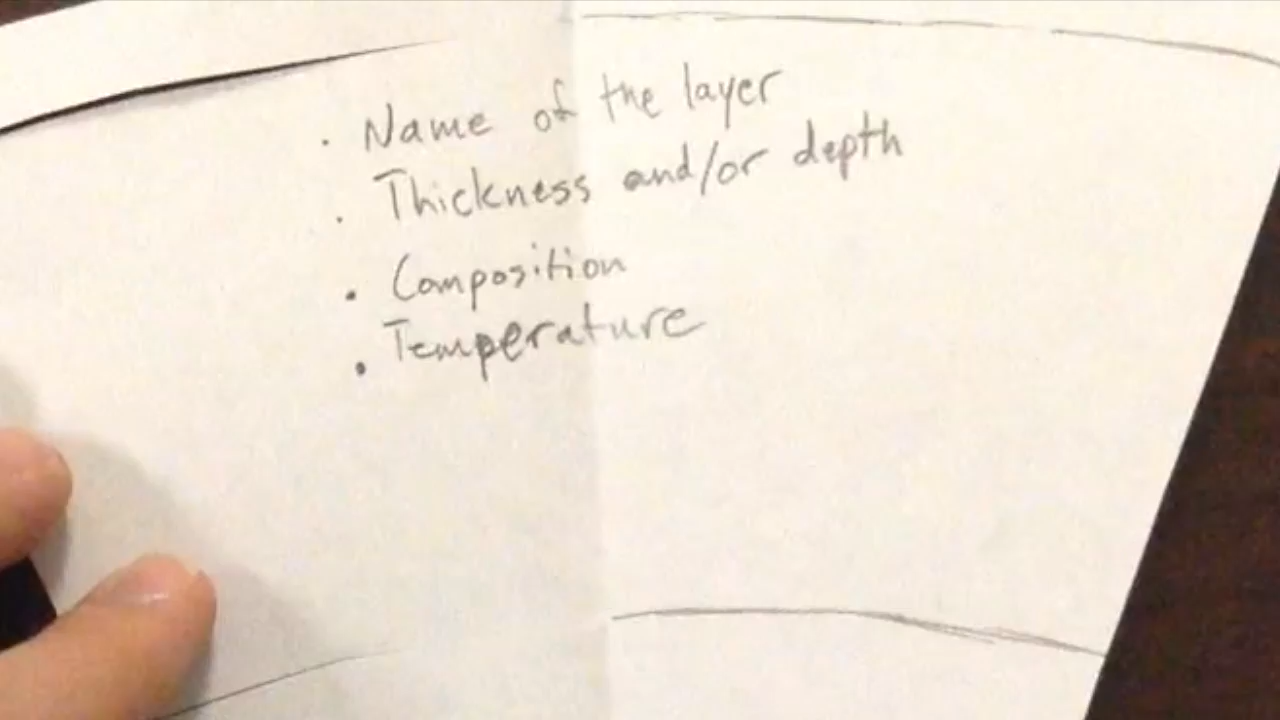 · Name of the layer
· Thickness and/or depth
· Composition
· Temperature